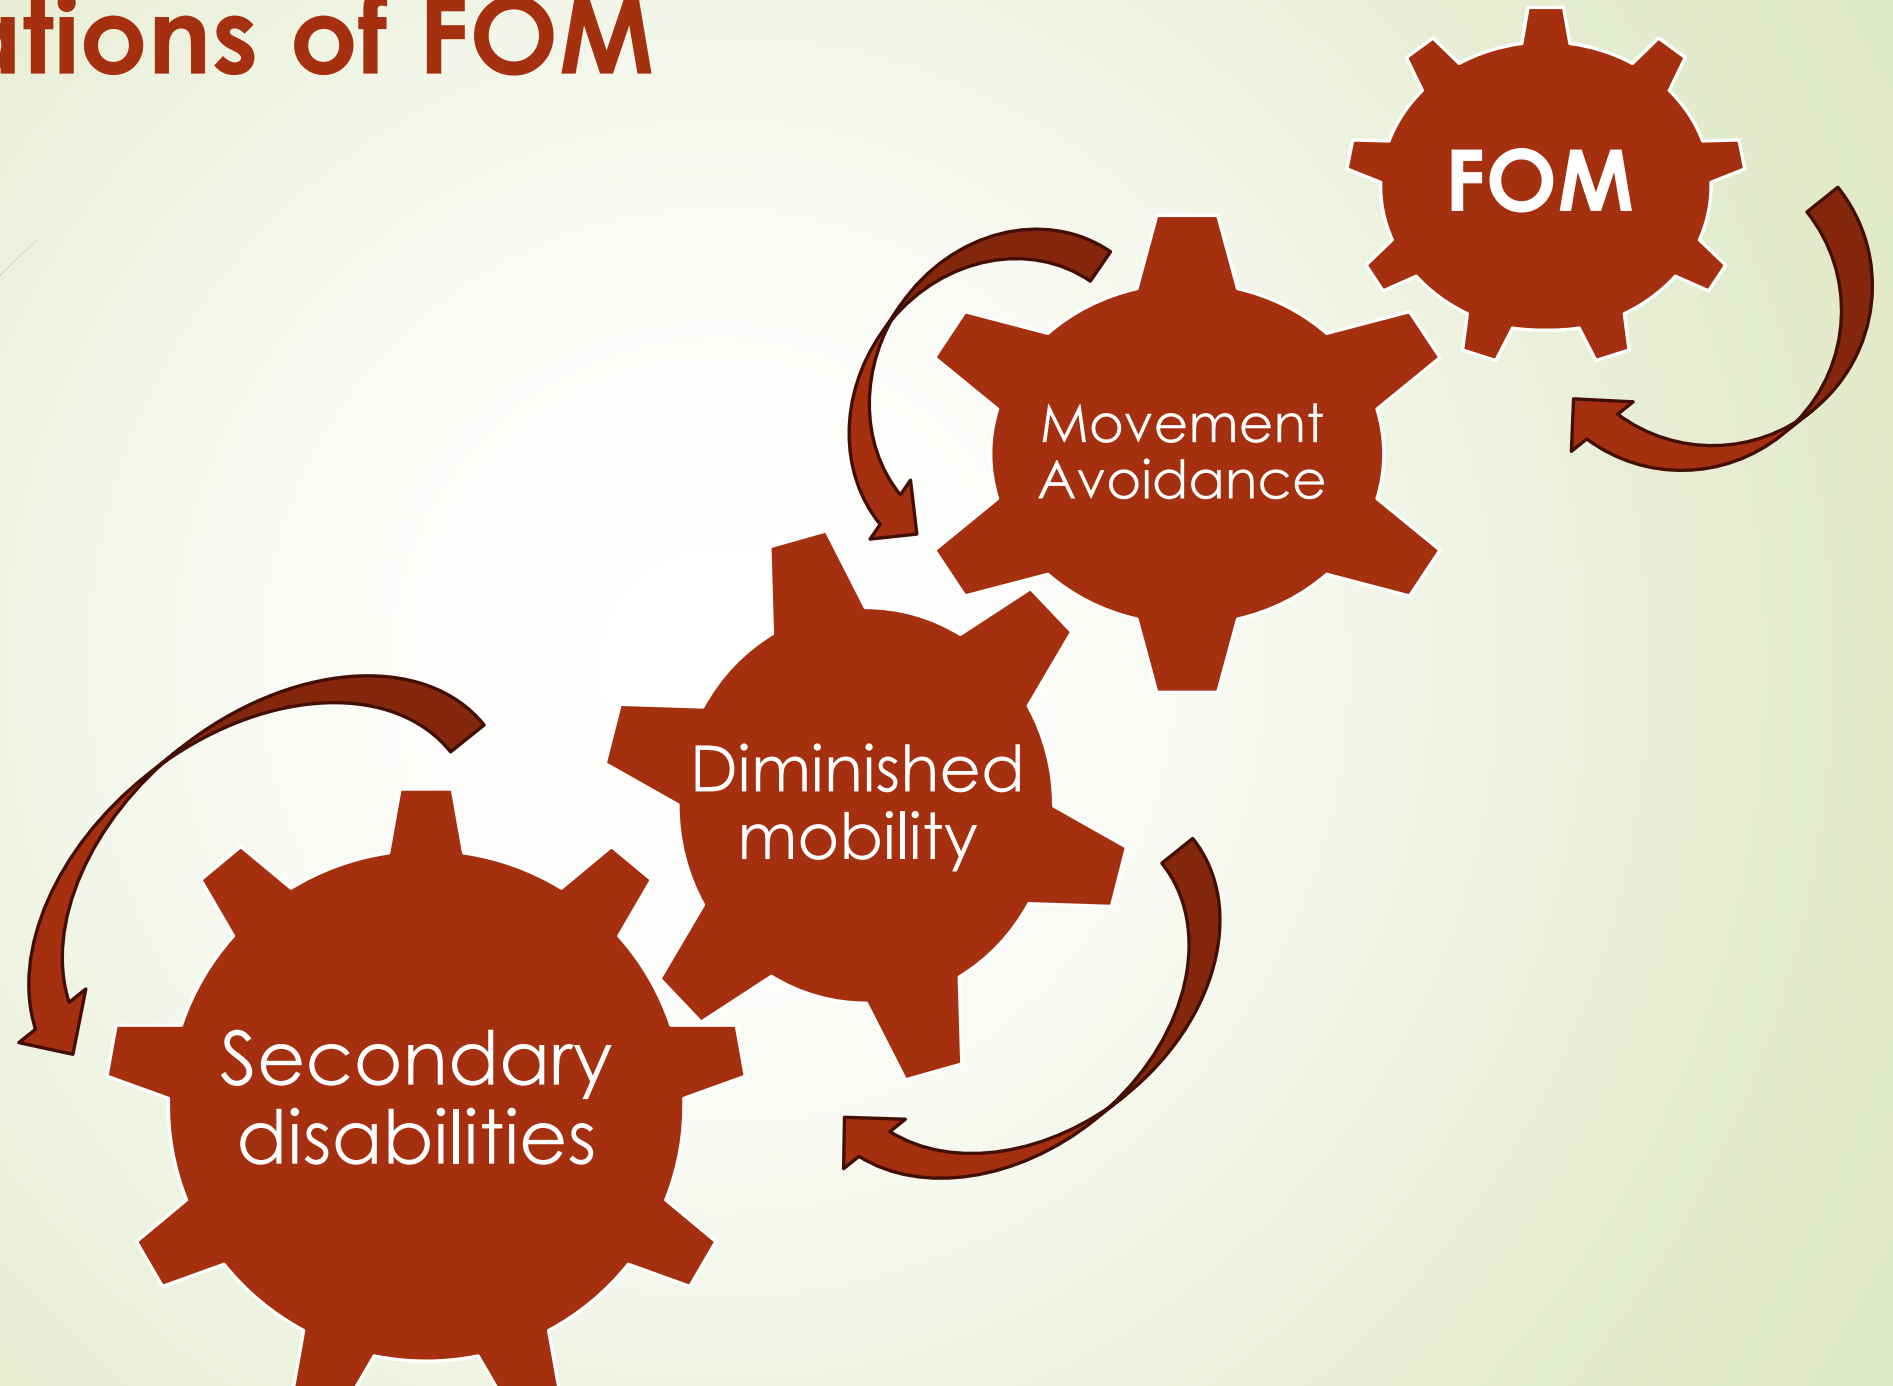 ations of FOM
FOM
Movement
Avoidance
Diminished
mobility
Secondary
disabilities